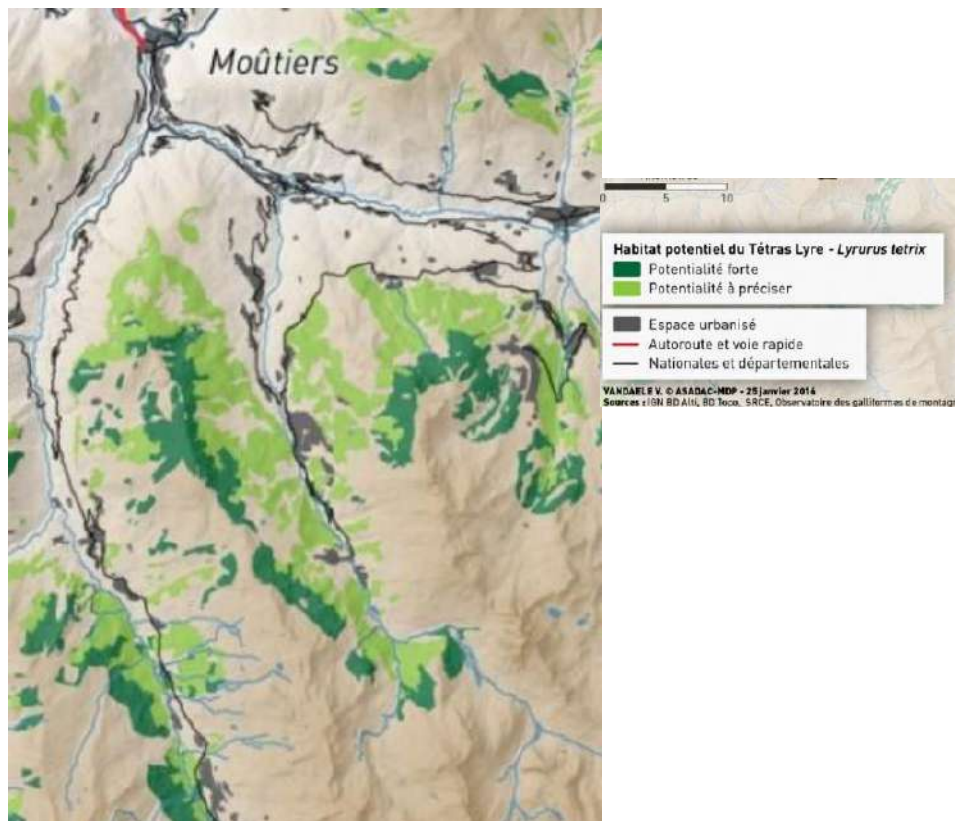 Moûtiers
0 5 10
Habitat potentiel du Tétras Lyre - Lyrurus tetrix
Potentialité forte
Potentialité à préciser
Espace urbanisé
Autoroute et voie rapide
Nationales et départementales
VANDAELE V. © ASADAC-MDP - 25 janvier 2016
Sources : IGN BD Alti, BD Topo, SRCE, Observatoire des galliformes de montagn